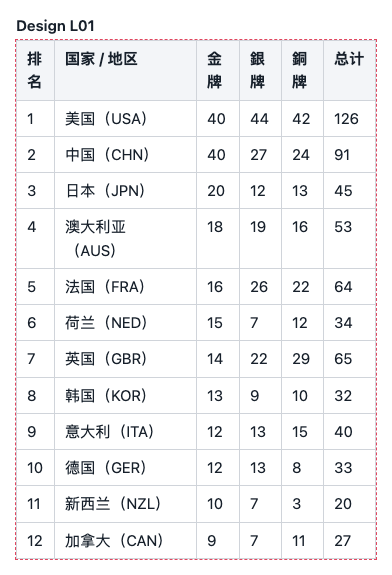 Design L01
排名 国家 / 地区 金牌 銀牌 銅牌 总计
1 美国（USA） 40 44 42 126
2 中国（CHN） 40 27 24 91
3 日本（JPN） 20 12 13 45
4 澳大利亚（AUS） 18 19 16 53
5 法国（FRA） 16 26 22 64
6 荷兰（NED） 15 7 12 34
7 英国（GBR） 14 22 29 65
8 韩国（KOR） 13 9 10 32
9 意大利（ITA） 12 13 15 40
10 德国（GER） 12 13 8 33
11 新西兰（NZL） 10 7 3 20
12 加拿大（CAN） 9 7 11 27